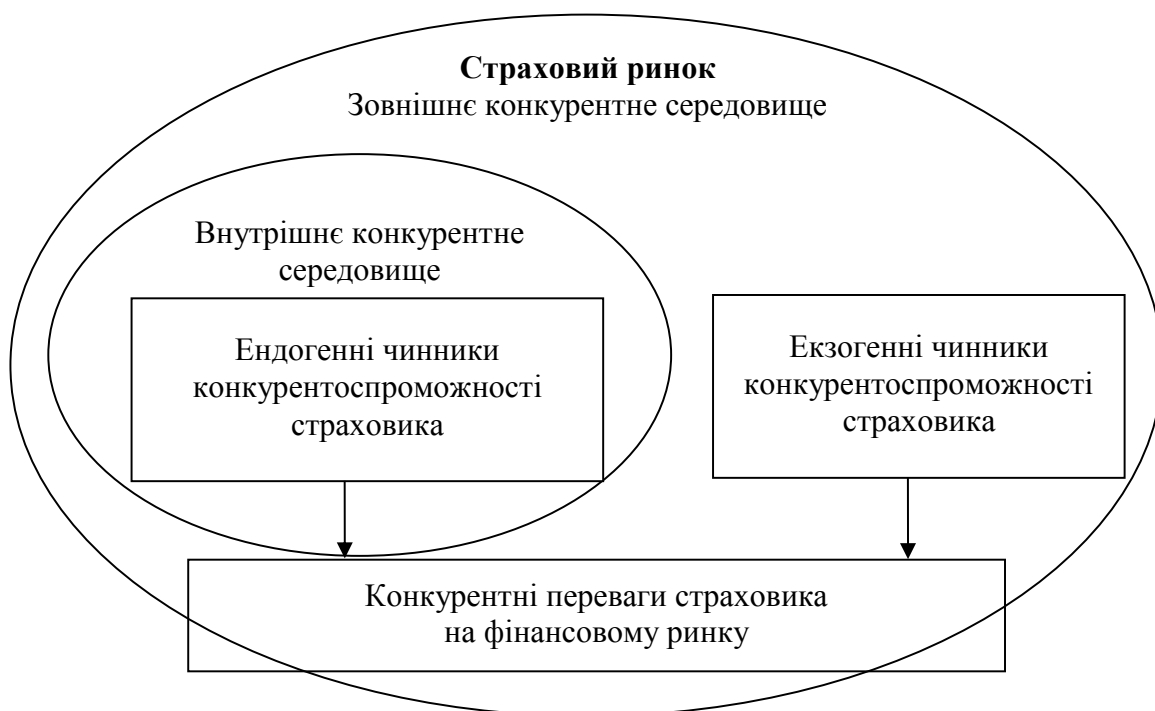 Страховий ринок
Зовнішнє конкурентне середовище
Внутрішнє конкурентне
середовище
Ендогенні чинники
конкурентоспроможності
страховика
Екзогенні чинники
конкурентоспроможності
страховика
Конкурентні переваги страховика
на фінансовому ринку